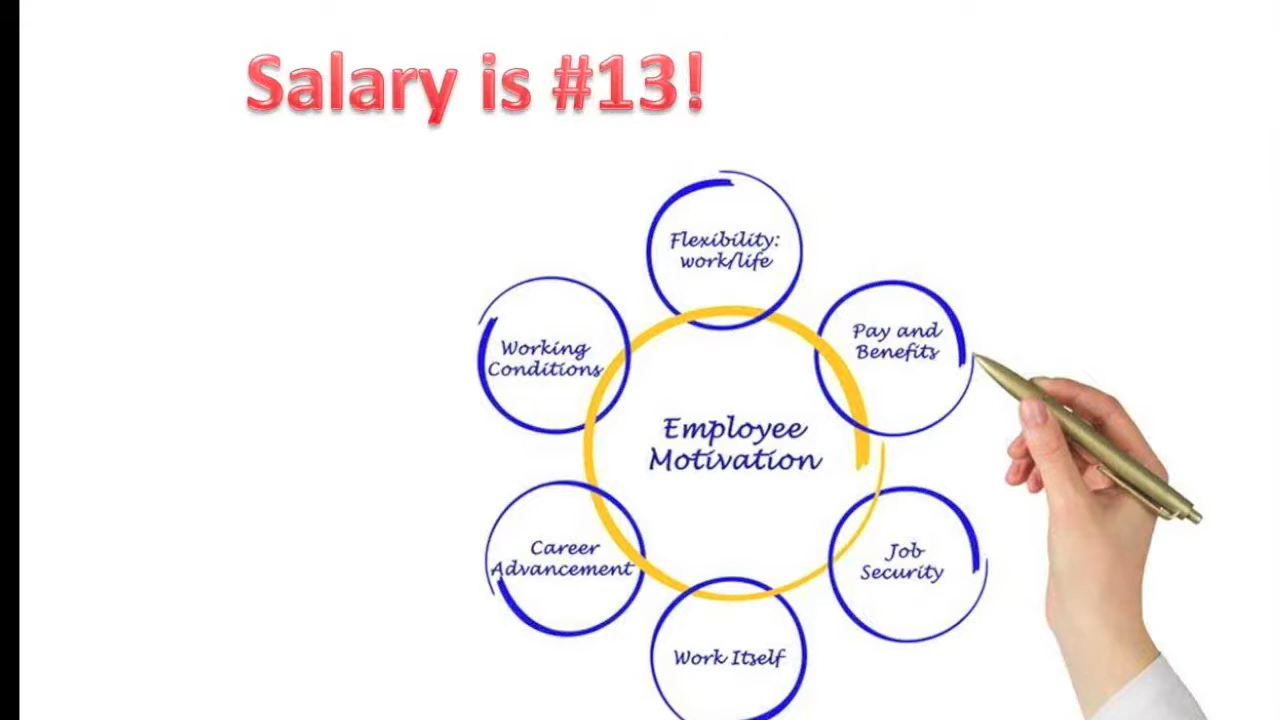 Salary is #13!
Flexibility:
work/life
Pay and
Benefits
Working
Conditions
Employee
Motivation
Career
Advancement
Job
Security
Work Itself